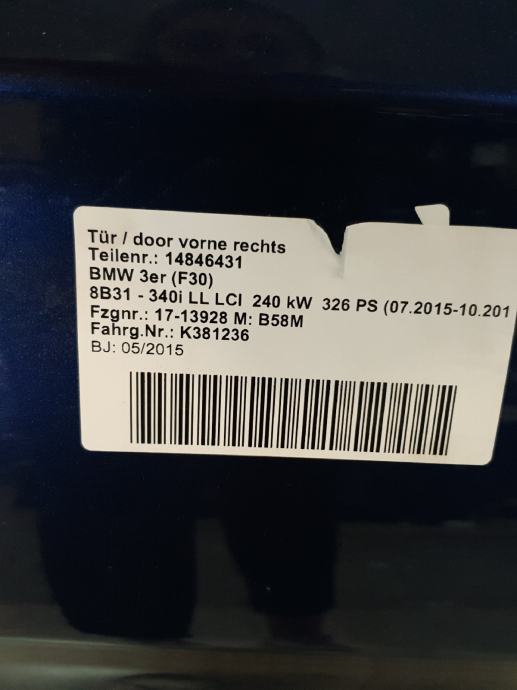 Tür / door vorne rechts
Teilenr.: 14846431
BMW 3er (F30)
8B31 - 340i LL LCI 240 kW 326 PS (07.2015-10.201
Fzgnr.: 17-13928 M: B58M
Fahrg.Nr.: K381236
BJ: 05/2015